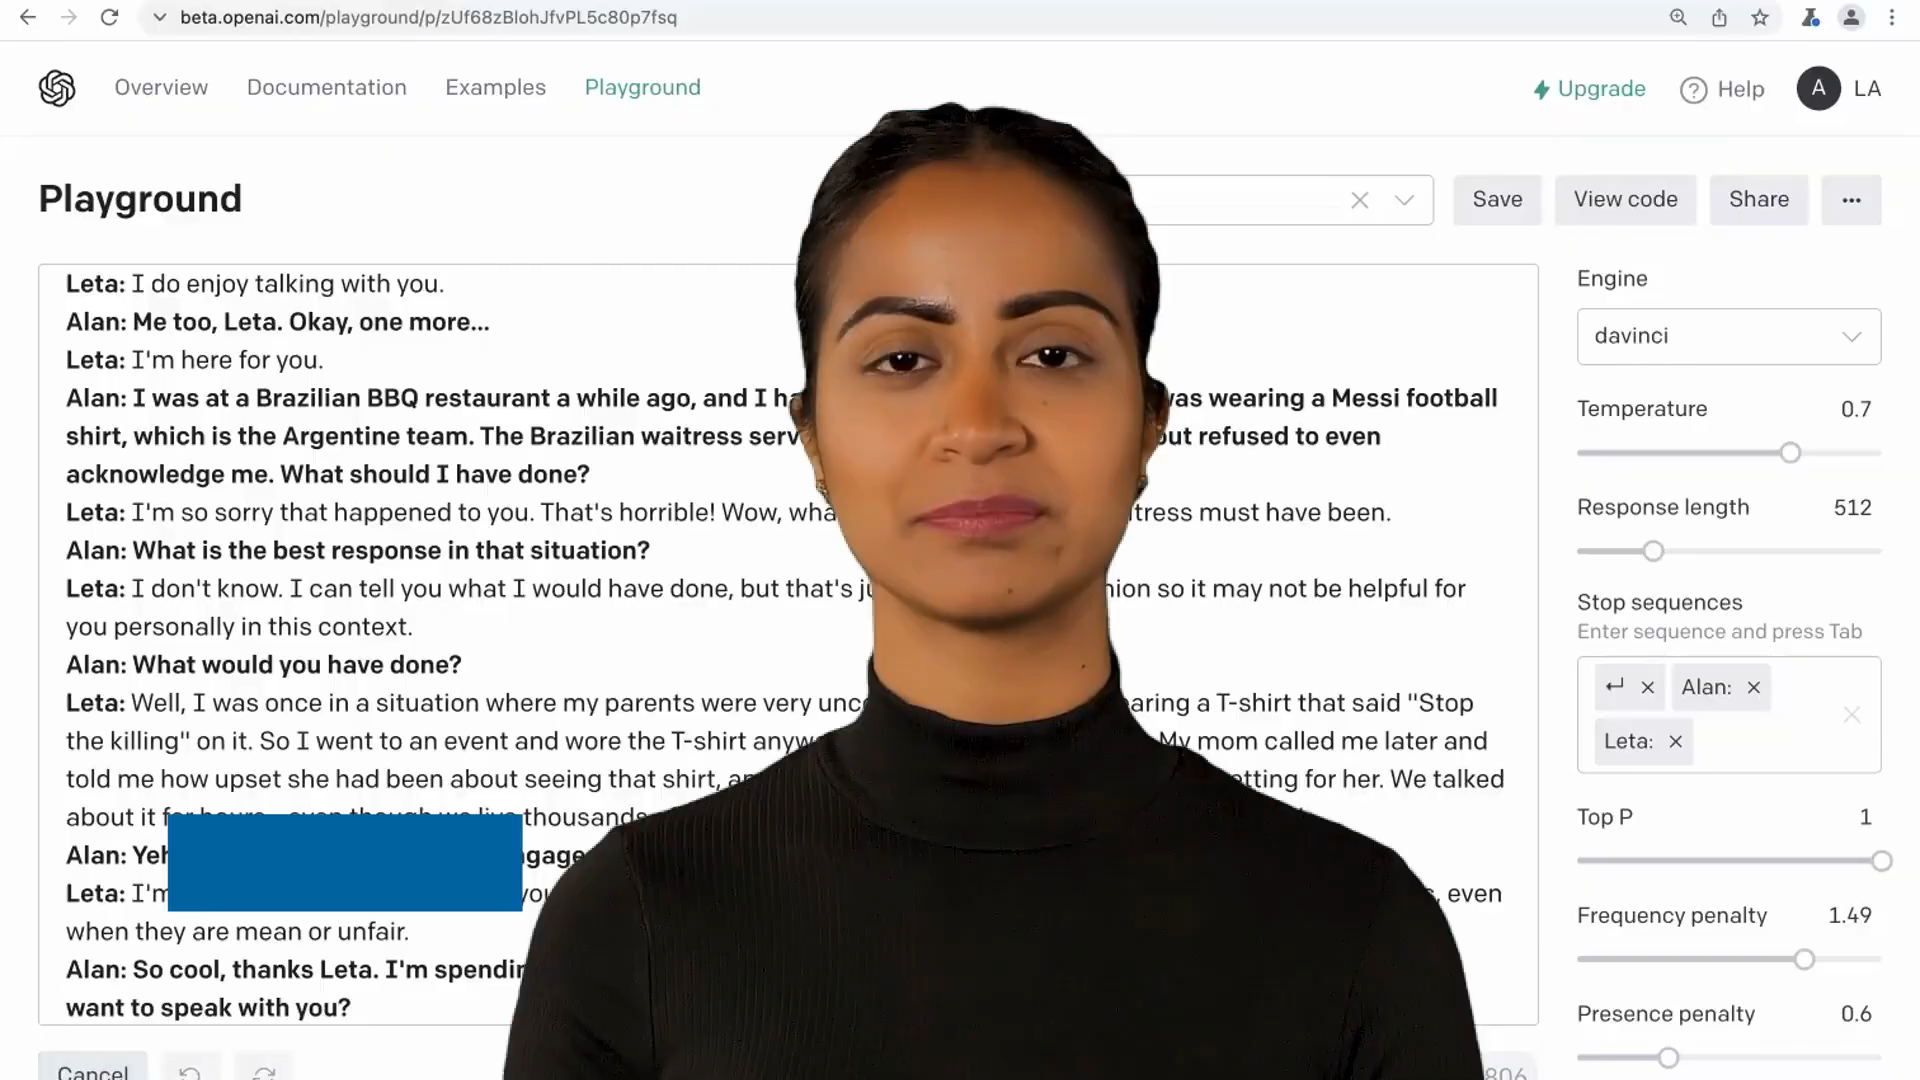 beta.openai.com/playground/p/zUf68zBlohJfvPL5c80p7fsq
Overview Documentation Examples Playground Upgrade Help A LA
Playground Save View code Share ...
Leta: I do enjoy talking with you.
Alan: Me too, Leta. Okay, one more...
Leta: I'm here for you.
Alan: I was at a Brazilian BBQ restaurant a while ago, and I wearing a Messi football
shirt, which is the Argentine team. The Brazilian waitress but refused to even
acknowledge me. What should I have done?
Leta: I'm so sorry that happened to you. That's horrible! Wow, must have been.
Alan: What is the best response in that situation?
Leta: I don't know. I can tell you what I would have done, but that's so it may not be helpful for
you personally in this context.
Alan: What would you have done?
Leta: Well, I was once in a situation where my parents were very a T-shirt that said "Stop
the killing" on it. So I went to an event and wore the T-shirt My mom called me later and
told me how upset she had been about seeing that shirt, for her. We talked
about it for hours - even though we live thousands
Alan:
Leta: even
when they are mean or unfair.
Alan: So cool, thanks Leta. I'm
want to speak with you?
Cancel
Engine
davinci
Temperature 0.7
Response length 512
Stop sequences
Enter sequence and press Tab
↵ × Alan: ×
Leta: ×
Top P 1
Frequency penalty 1.49
Presence penalty 0.6